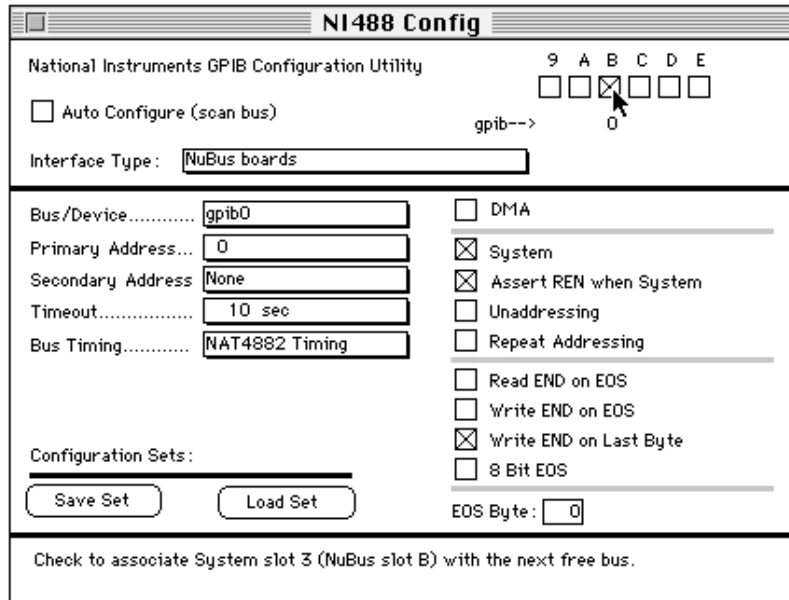 NI488 Config
National Instruments GPIB Configuration Utility
9 A B C D E
Auto Configure (scan bus)
gpib--> 0
Interface Type: NuBus boards
Bus/Device............ gpib0
Primary Address... 0
Secondary Address None
Timeout................. 10 sec
Bus Timing........... NAT4882 Timing
Configuration Sets:
Save Set
Load Set
DMA
System
Assert REN when System
Unaddressing
Repeat Addressing
Read END on EOS
Write END on EOS
Write END on Last Byte
8 Bit EOS
EOS Byte: 0
Check to associate System slot 3 (NuBus slot B) with the next free bus.